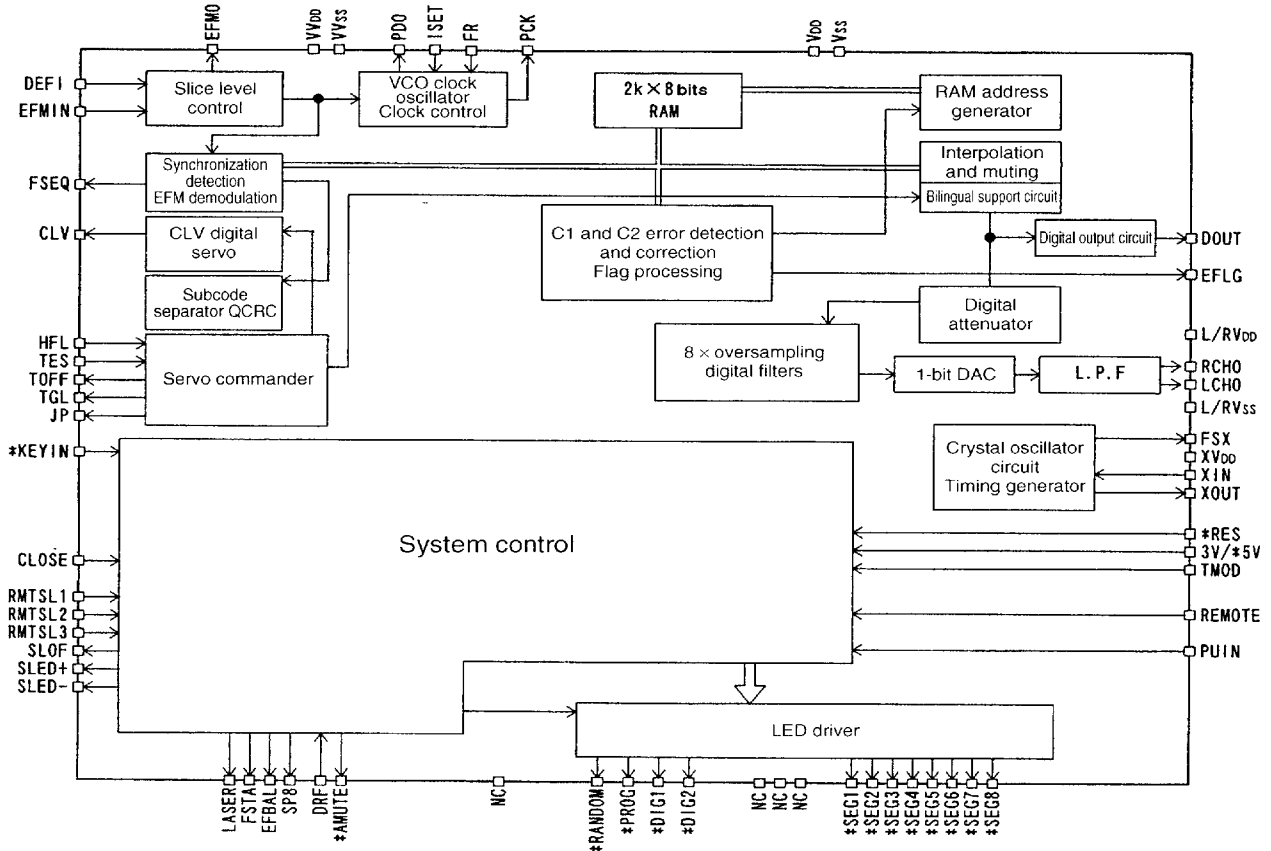 EFMO
VVDD
VVSS
PDO
ISET
FR
PCK
VDD
VSS
DEFI
EFMIN
Slice level
control
VCO clock
oscillator
Clock control
2k × 8bits
RAM
RAM address
generator
FSEQ
Synchronization
detection
EFM demodulation
Interpolation
and muting
Bilingual support circuit
CLV
CLV digital
servo
C1 and C2 error detection
and correction
Flag processing
Digital output circuit
DOUT
EFLG
Subcode
separator QCRC
Digital
attenuator
HFL
TES
TOFF
TGL
JP
Servo commander
8 × oversampling
digital filters
1-bit DAC
L.P.F
L/RVDD
RCHO
LCHO
L/RVSS
*KEYIN
Crystal oscillator
circuit
Timing generator
FSX
XVDD
XIN
XOUT
System control
CLOSE
RMTSL1
RMTSL2
RMTSL3
SLOF
SLED+
SLED-
*RES
3V/*5V
TMOD
REMOTE
PUIN
LED driver
LASER
FSTA
EFBAL
SP8
DRF
*AMUTE
NC
*RANDOM
*PROG
*DIG1
*DIG2
NC
NC
NC
*SEG1
*SEG2
*SEG3
*SEG4
*SEG5
*SEG6
*SEG7
*SEG8